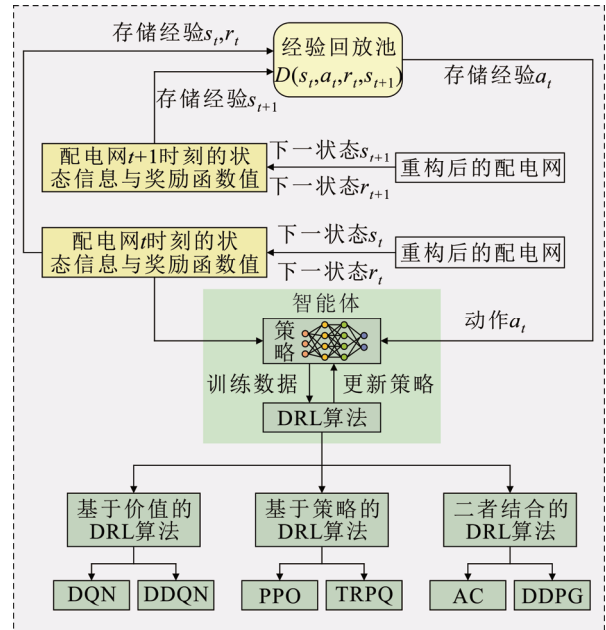 存储经验s_t,r_t
经验回放池
D(s_t,a_t,r_t,s_{t+1})
存储经验a_t
存储经验s_{t+1}
配电网t+1时刻的状
态信息与奖励函数值
下一状态s_{t+1}
下一状态r_{t+1}
重构后的配电网
配电网t时刻的状
态信息与奖励函数值
下一状态s_t
下一状态r_t
重构后的配电网
智能体
策略
动作a_t
训练数据
更新策略
DRL算法
基于价值的
DRL算法
基于策略的
DRL算法
二者结合的
DRL算法
DQN
DDQN
PPO
TRPQ
AC
DDPG